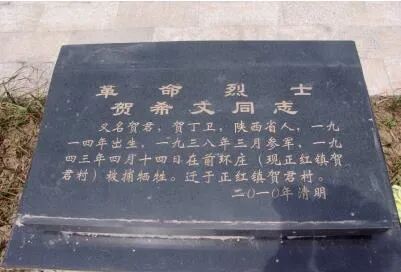 革命烈士
贺希文同志
又名贺君，贺丁卫，陕西省人，一九
一四年出生，一九三八年三月参军，一九
四三年四月十四日在前环庄（现正红镇贺
君村）被捕牺牲。迁于正红镇贺君村。
二〇一〇年清明